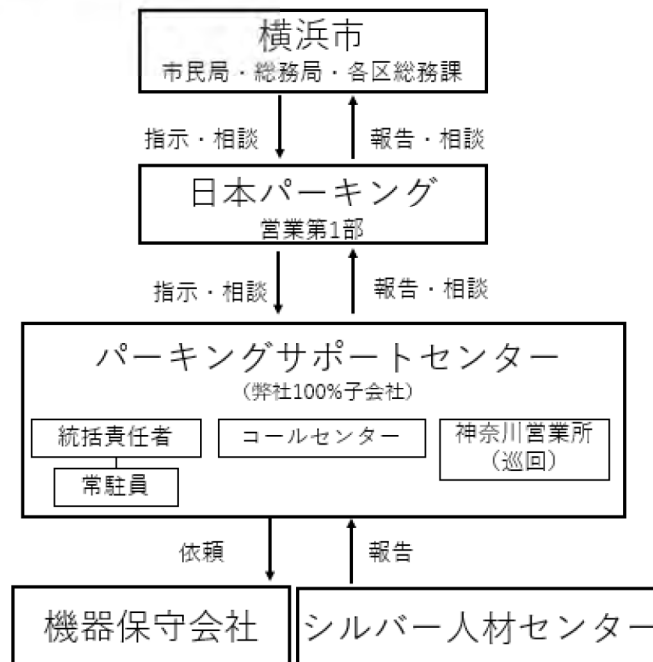 横浜市
市民局・総務局・各区総務課
指示・相談
報告・相談
日本パーキング
営業第1部
指示・相談
報告・相談
パーキングサポートセンター
（弊社100%子会社）
統括責任者
コールセンター
神奈川営業所
（巡回）
常駐員
依頼
報告
機器保守会社
シルバー人材センター